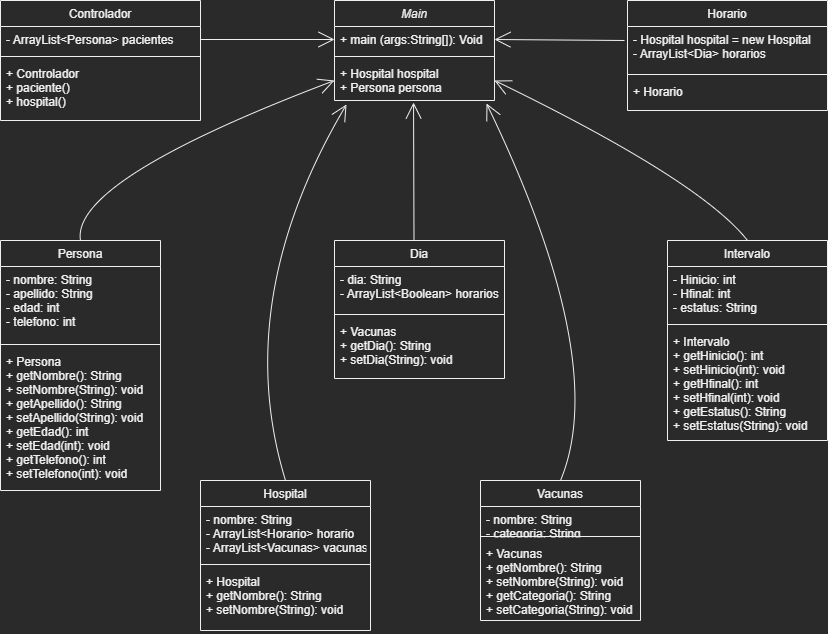 Controlador
- ArrayList<Persona> pacientes
+ Controlador
+ paciente()
+ hospital()
Main
+ main (args:String[]): Void
+ Hospital hospital
+ Persona persona
Horario
- Hospital hospital = new Hospital
- ArrayList<Dia> horarios
+ Horario
Persona
- nombre: String
- apellido: String
- edad: int
- telefono: int
+ Persona
+ getNombre(): String
+ setNombre(String): void
+ getApellido(): String
+ setApellido(String): void
+ getEdad(): int
+ setEdad(int): void
+ getTelefono(): int
+ setTelefono(int): void
Dia
- dia: String
- ArrayList<Boolean> horarios
+ Vacunas
+ getDia(): String
+ setDia(String): void
Intervalo
- Hinicio: int
- Hfinal: int
- estatus: String
+ Intervalo
+ getHinicio(): int
+ setHinicio(int): void
+ getHfinal(): int
+ setHfinal(int): void
+ getEstatus(): String
+ setEstatus(String): void
Hospital
- nombre: String
- ArrayList<Horario> horario
- ArrayList<Vacunas> vacunas
+ Hospital
+ getNombre(): String
+ setNombre(String): void
Vacunas
- nombre: String
- categoria: String
+ Vacunas
+ getNombre(): String
+ setNombre(String): void
+ getCategoria(): String
+ setCategoria(String): void